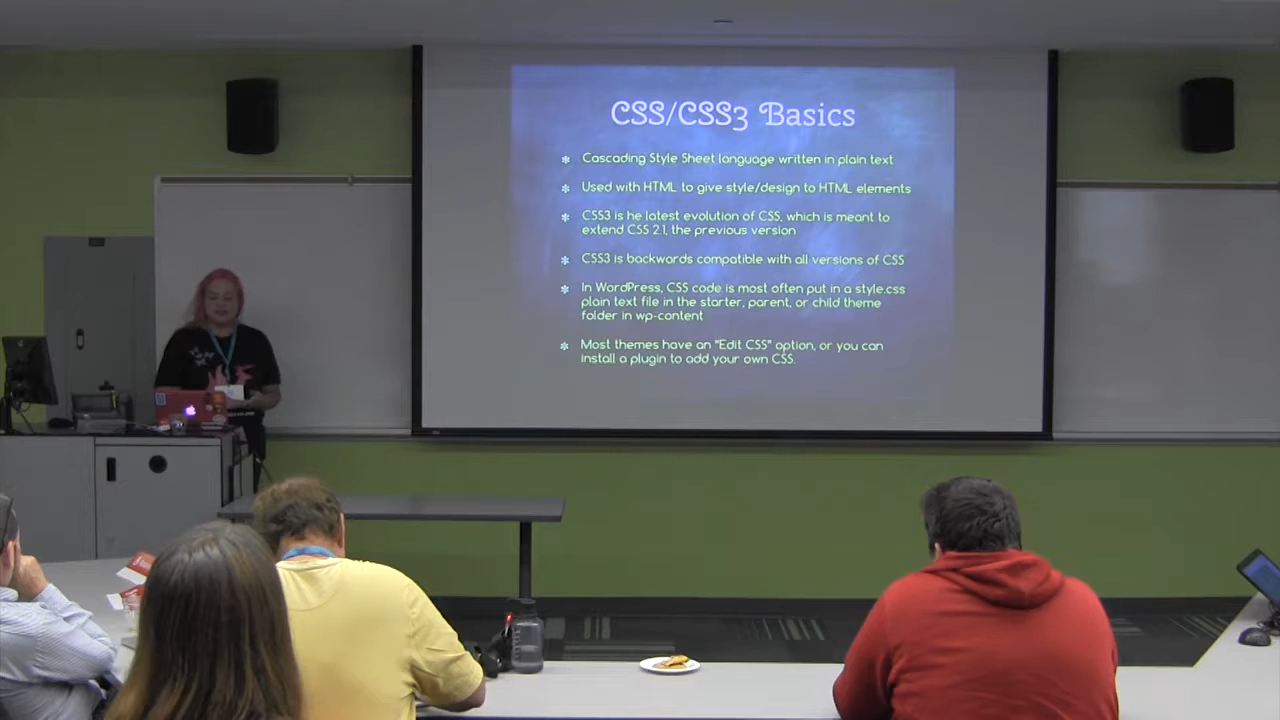 CSS/CSS3 Basics
Cascading Style Sheet language written in plain text
Used with HTML to give style/design to HTML elements
CSS3 is he latest evolution of CSS, which is meant to
extend CSS 2.1, the previous version
CSS3 is backwards compatible with all versions of CSS
In WordPress, CSS code is most often put in a style.css
plain text file in the starter, parent, or child theme
folder in wp-content
Most themes have an "Edit CSS" option, or you can
install a plugin to add your own CSS.